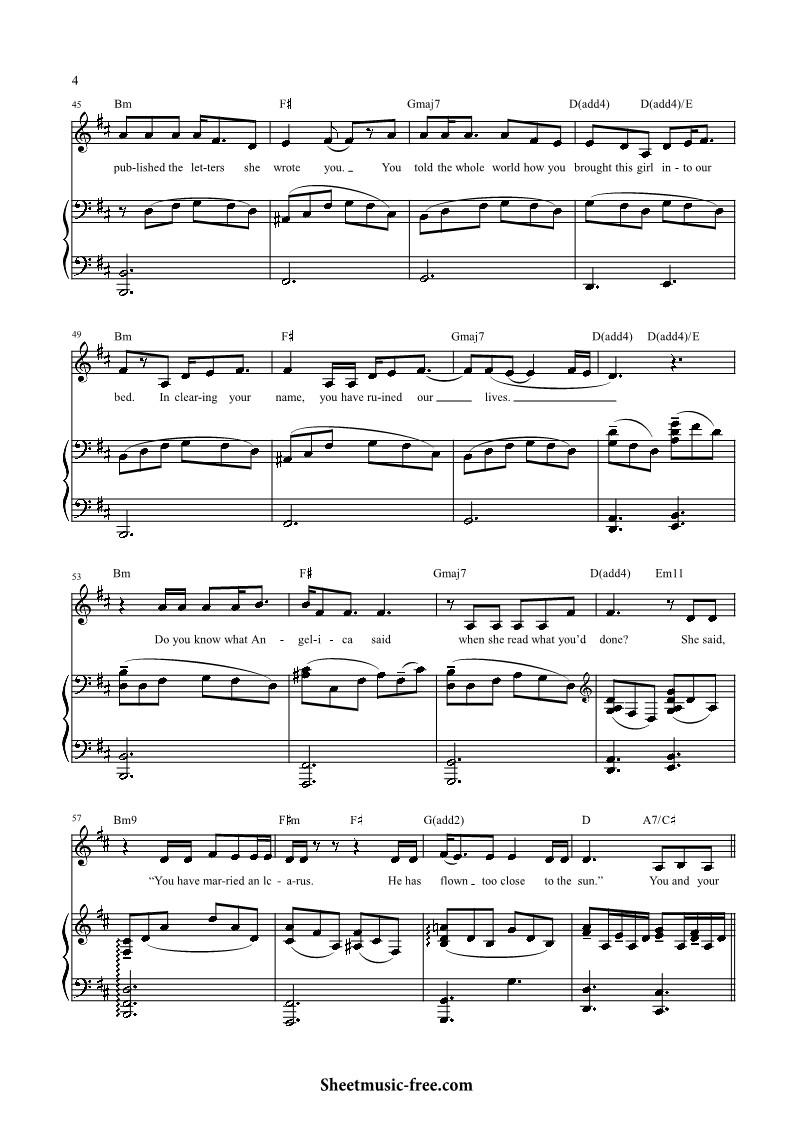 4
45 Bm F♯ Gmaj7 D(add4) D(add4)/E
pub-lished the let-ters she wrote you. _ You told the whole world how you brought this girl in - to our
49 Bm F♯ Gmaj7 D(add4) D(add4)/E
bed. In clear-ing your name, you have ru-ined our _____ lives. _______________
53 Bm F♯ Gmaj7 D(add4) Em11
Do you know what An - gel-i - ca said when she read what you'd done? She said,
57 Bm9 F♯m F♯ G(add2) D A7/C♯
“You have mar-ried an Ic - a-rus. He has flown _ too close to the sun.” You and your
Sheetmusic-free.com